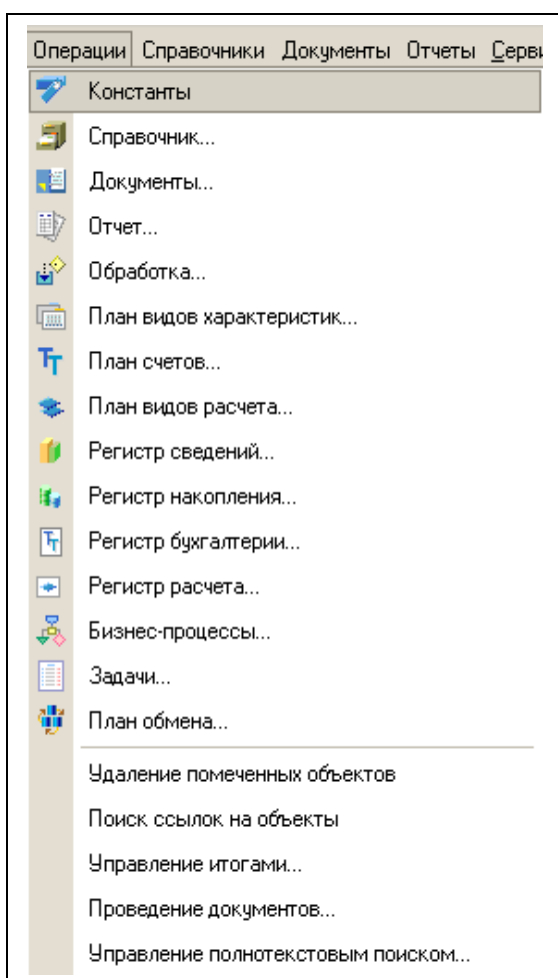 Операции Справочники Документы Отчеты Серви
Константы
Справочник...
Документы...
Отчет...
Обработка...
План видов характеристик...
План счетов...
План видов расчета...
Регистр сведений...
Регистр накопления...
Регистр бухгалтерии...
Регистр расчета...
Бизнес-процессы...
Задачи...
План обмена...
Удаление помеченных объектов
Поиск ссылок на объекты
Управление итогами...
Проведение документов...
Управление полнотекстовым поиском...